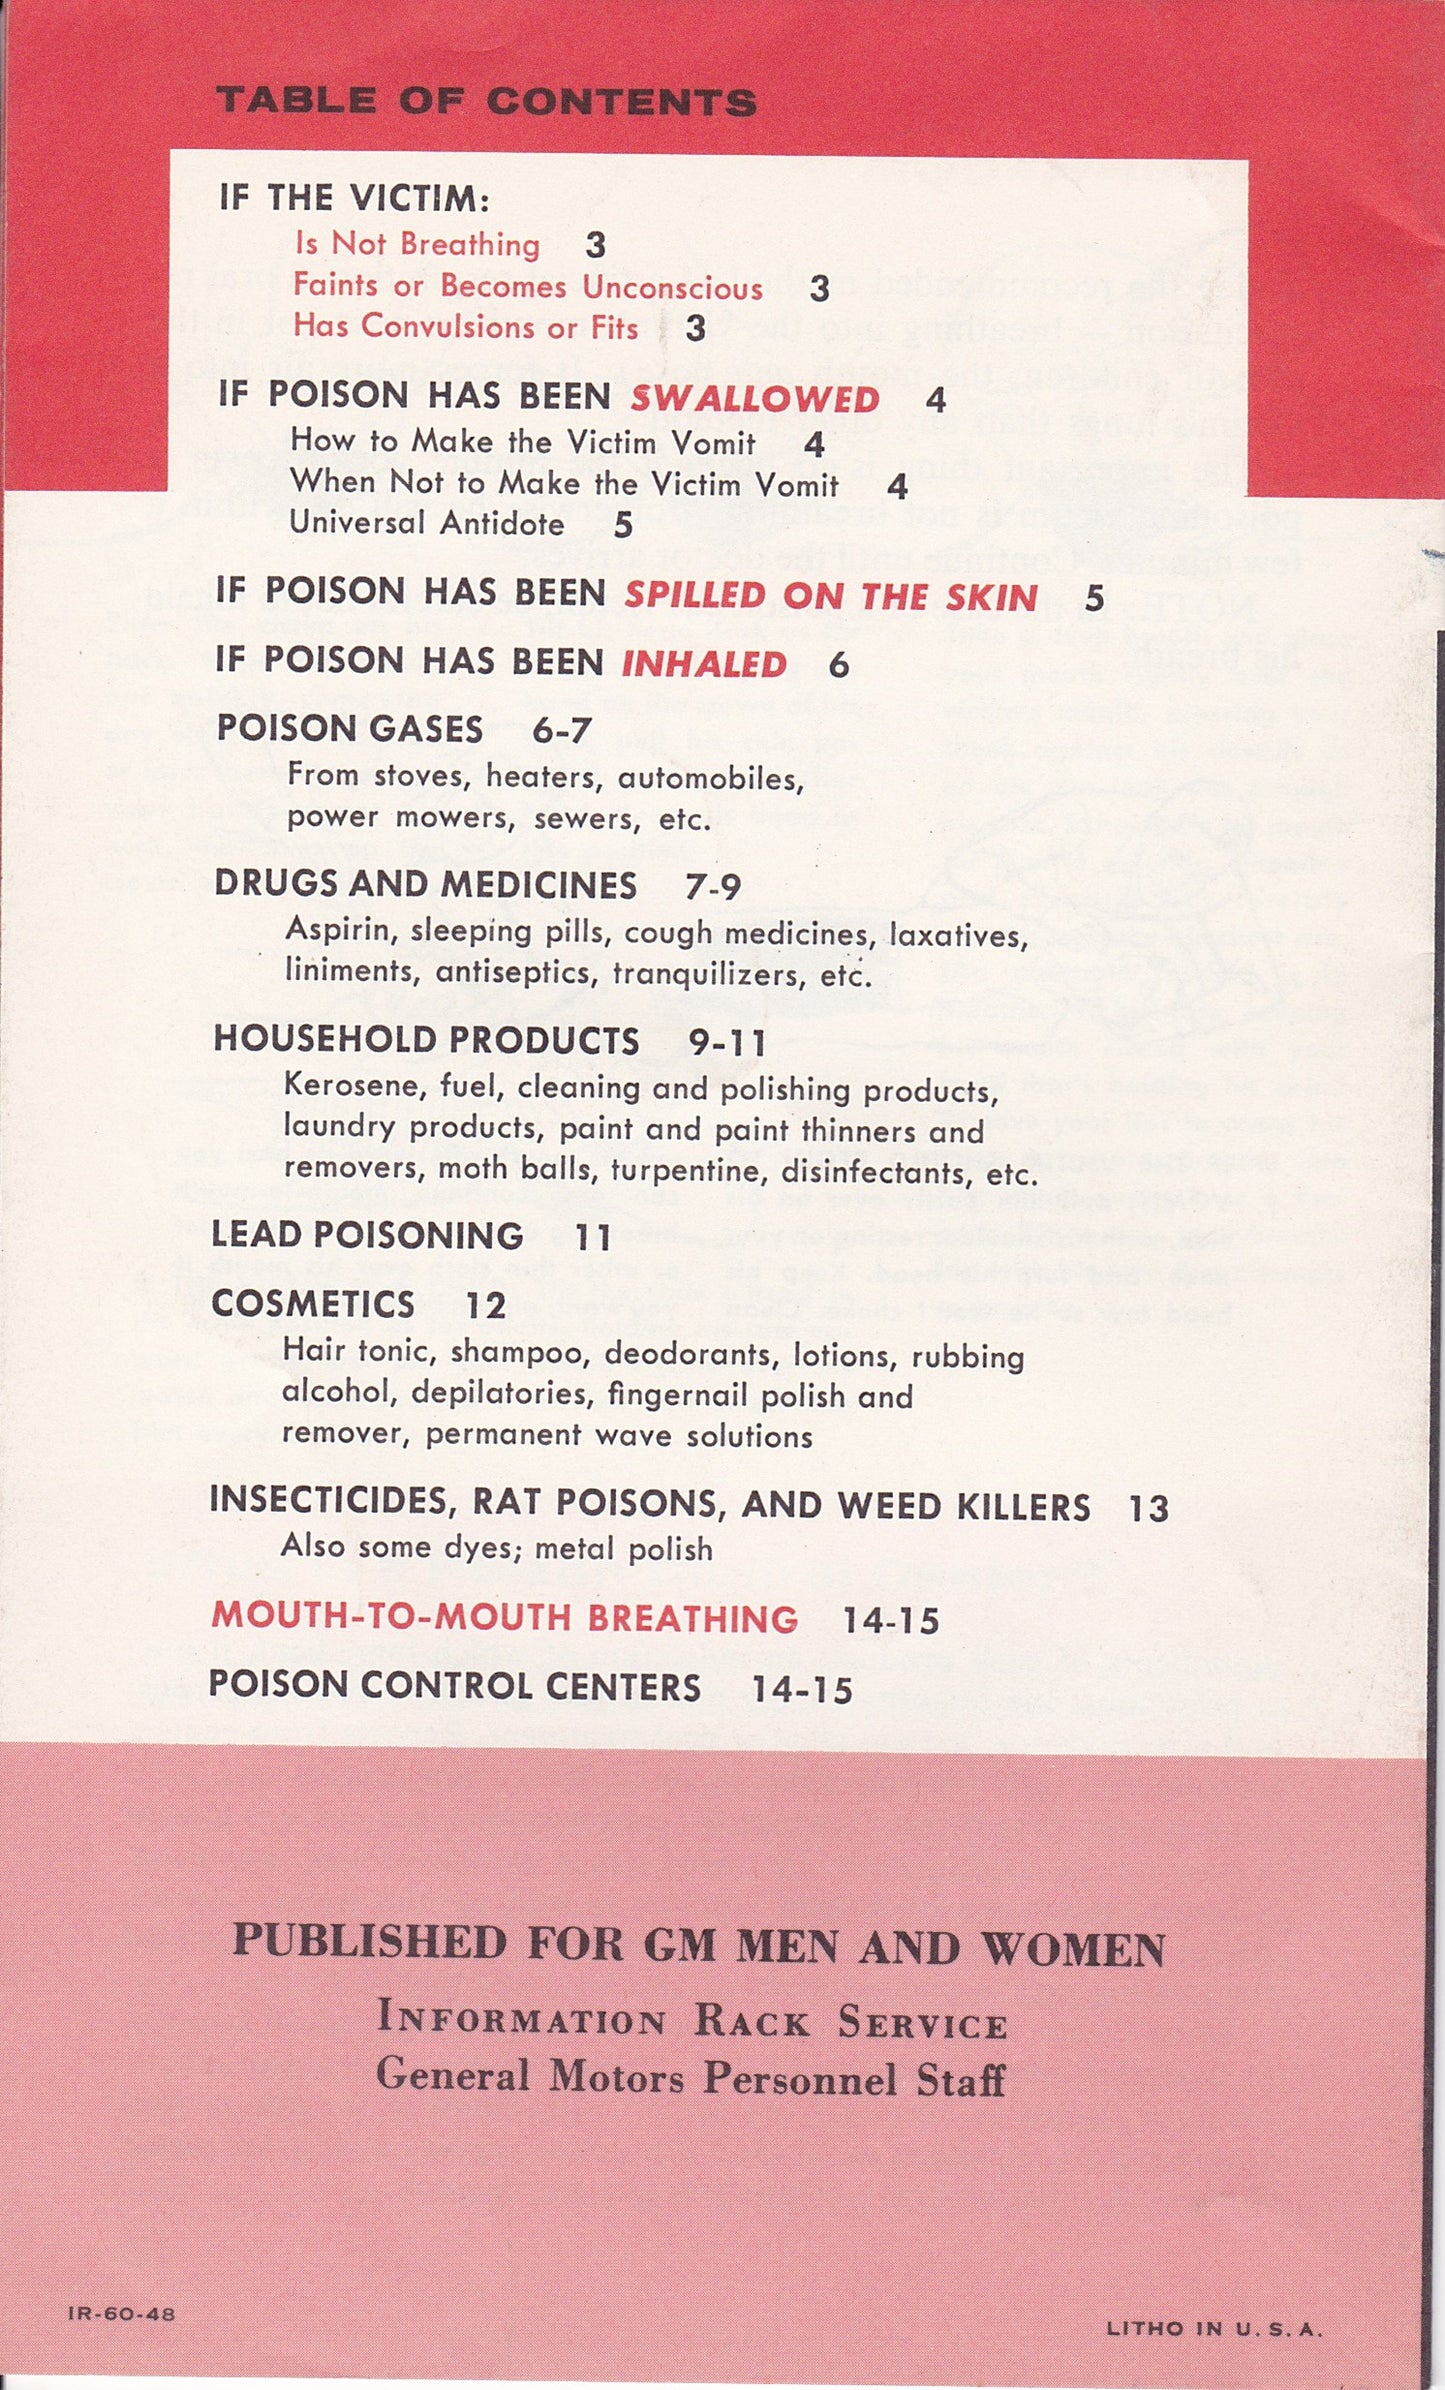 TABLE OF CONTENTS
IF THE VICTIM:
Is Not Breathing 3
Faints or Becomes Unconscious 3
Has Convulsions or Fits 3
IF POISON HAS BEEN SWALLOWED 4
How to Make the Victim Vomit 4
When Not to Make the Victim Vomit 4
Universal Antidote 5
IF POISON HAS BEEN SPILLED ON THE SKIN 5
IF POISON HAS BEEN INHALED 6
POISON GASES 6-7
From stoves, heaters, automobiles,
power mowers, sewers, etc.
DRUGS AND MEDICINES 7-9
Aspirin, sleeping pills, cough medicines, laxatives,
liniments, antiseptics, tranquilizers, etc.
HOUSEHOLD PRODUCTS 9-11
Kerosene, fuel, cleaning and polishing products,
laundry products, paint and paint thinners and
removers, moth balls, turpentine, disinfectants, etc.
LEAD POISONING 11
COSMETICS 12
Hair tonic, shampoo, deodorants, lotions, rubbing
alcohol, depilatories, fingernail polish and
remover, permanent wave solutions
INSECTICIDES, RAT POISONS, AND WEED KILLERS 13
Also some dyes; metal polish
MOUTH-TO-MOUTH BREATHING 14-15
POISON CONTROL CENTERS 14-15
PUBLISHED FOR GM MEN AND WOMEN
INFORMATION RACK SERVICE
General Motors Personnel Staff
IR-60-48
LITHO IN U. S. A.